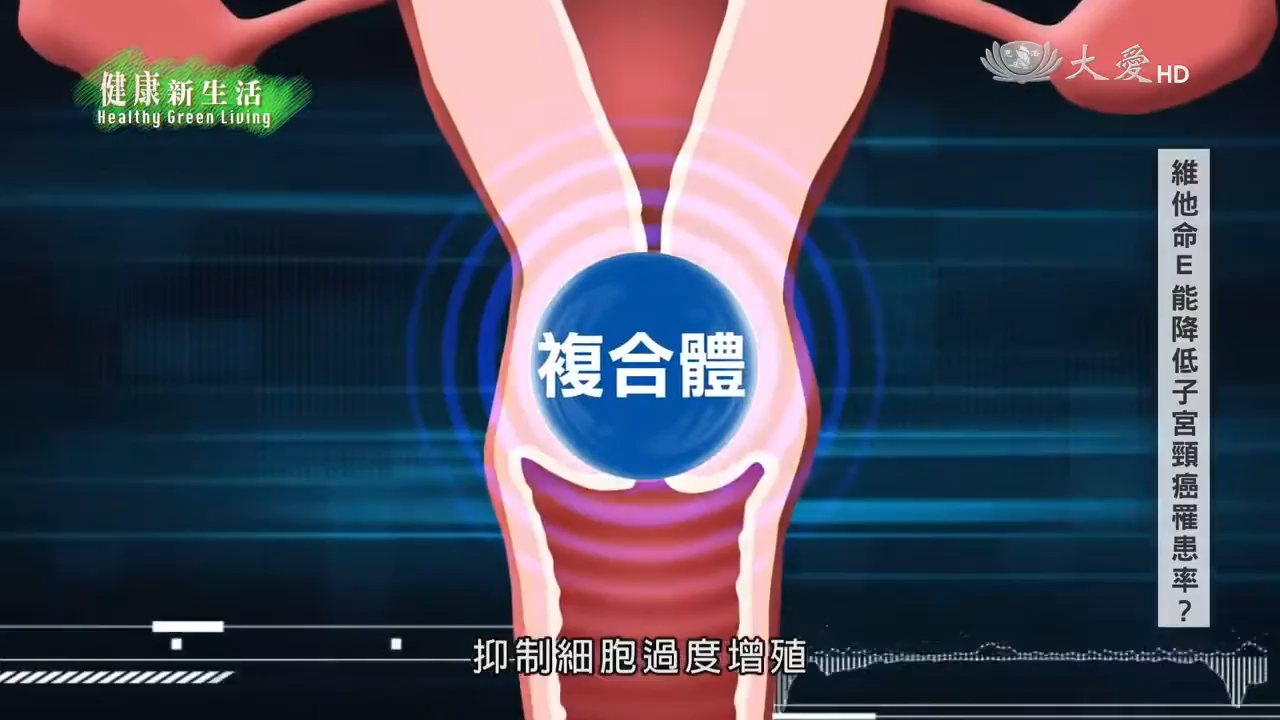 健康新生活
Healthy Green Living
大愛HD
維他命E能降低子宮頸癌罹患率？
複合體
抑制細胞過度增殖